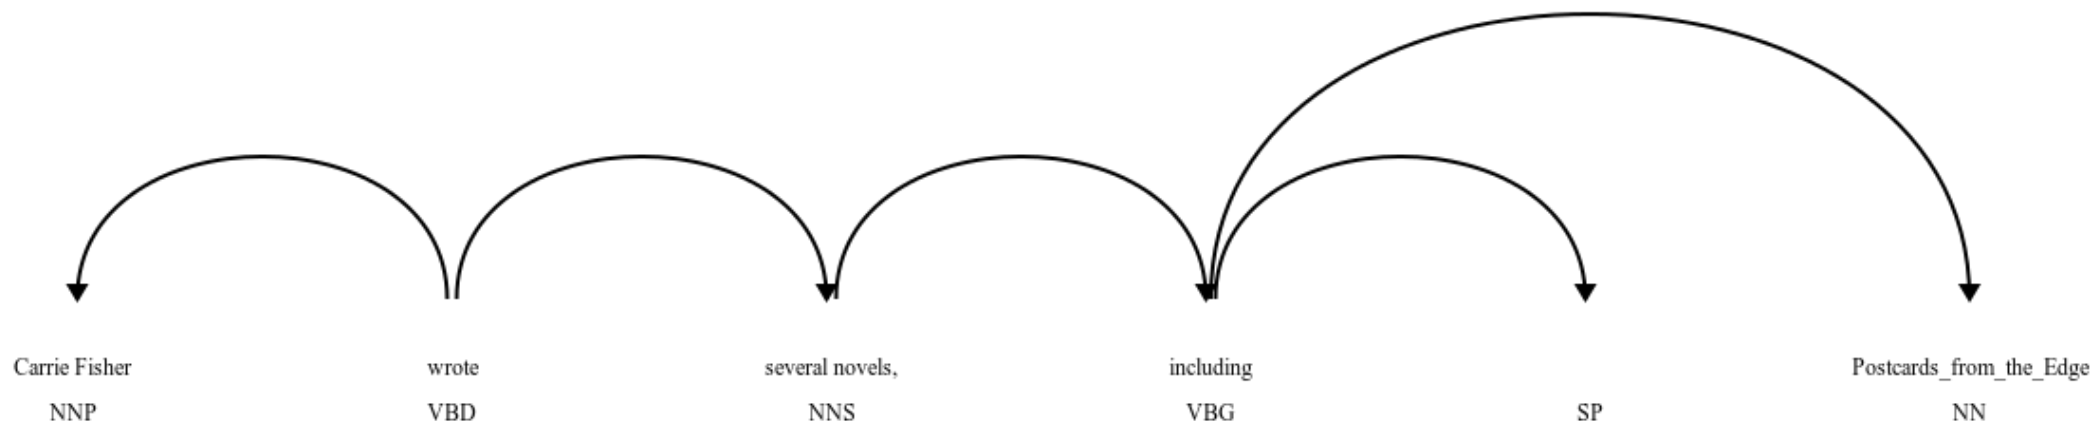 Carrie Fisher wrote several novels, including Postcards_from_the_Edge
NNP VBD NNS VBG SP NN